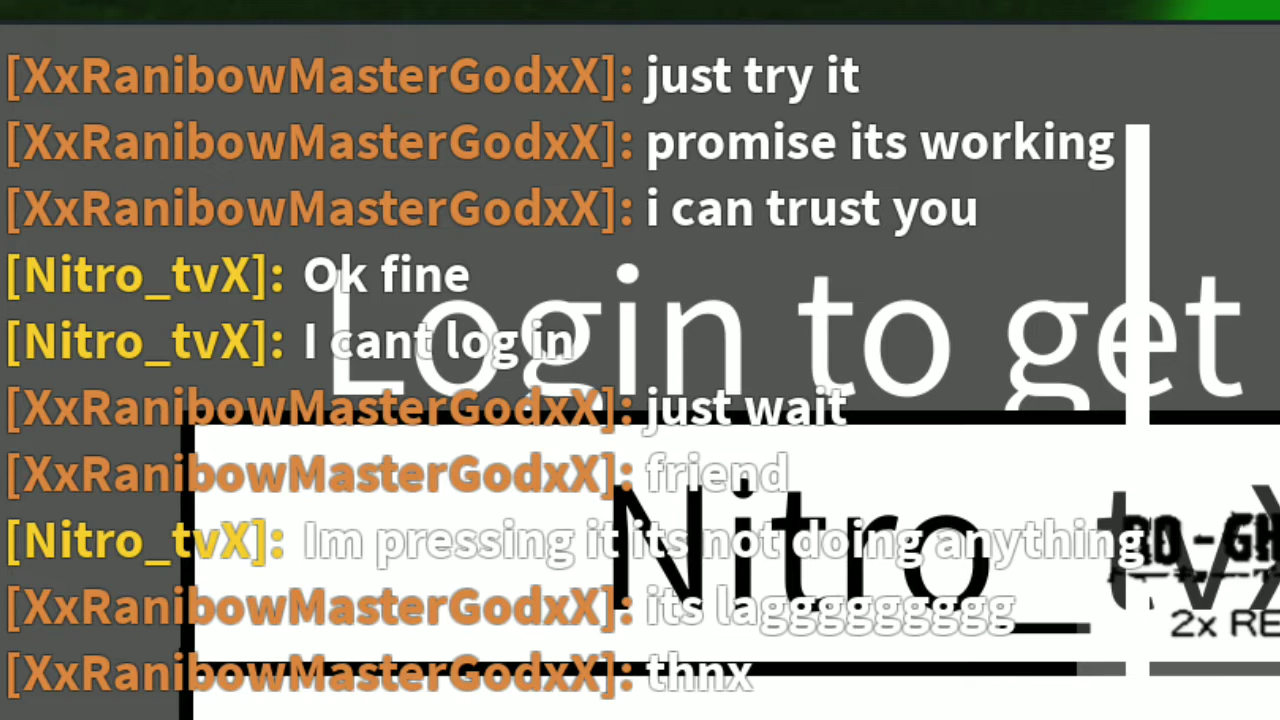 [XxRanibowMasterGodxX]: just try it
[XxRanibowMasterGodxX]: promise its working
[XxRanibowMasterGodxX]: i can trust you
[Nitro_tvX]: Ok fine
Login to get
[Nitro_tvX]: I cant log in
[XxRanibowMasterGodxX]: just wait
[XxRanibowMasterGodxX]: friend
Nitro_tvX
[Nitro_tvX]: Im pressing it its not doing anything
[XxRanibowMasterGodxX]: its laggggggggg
2x RE
[XxRanibowMasterGodxX]: thnx